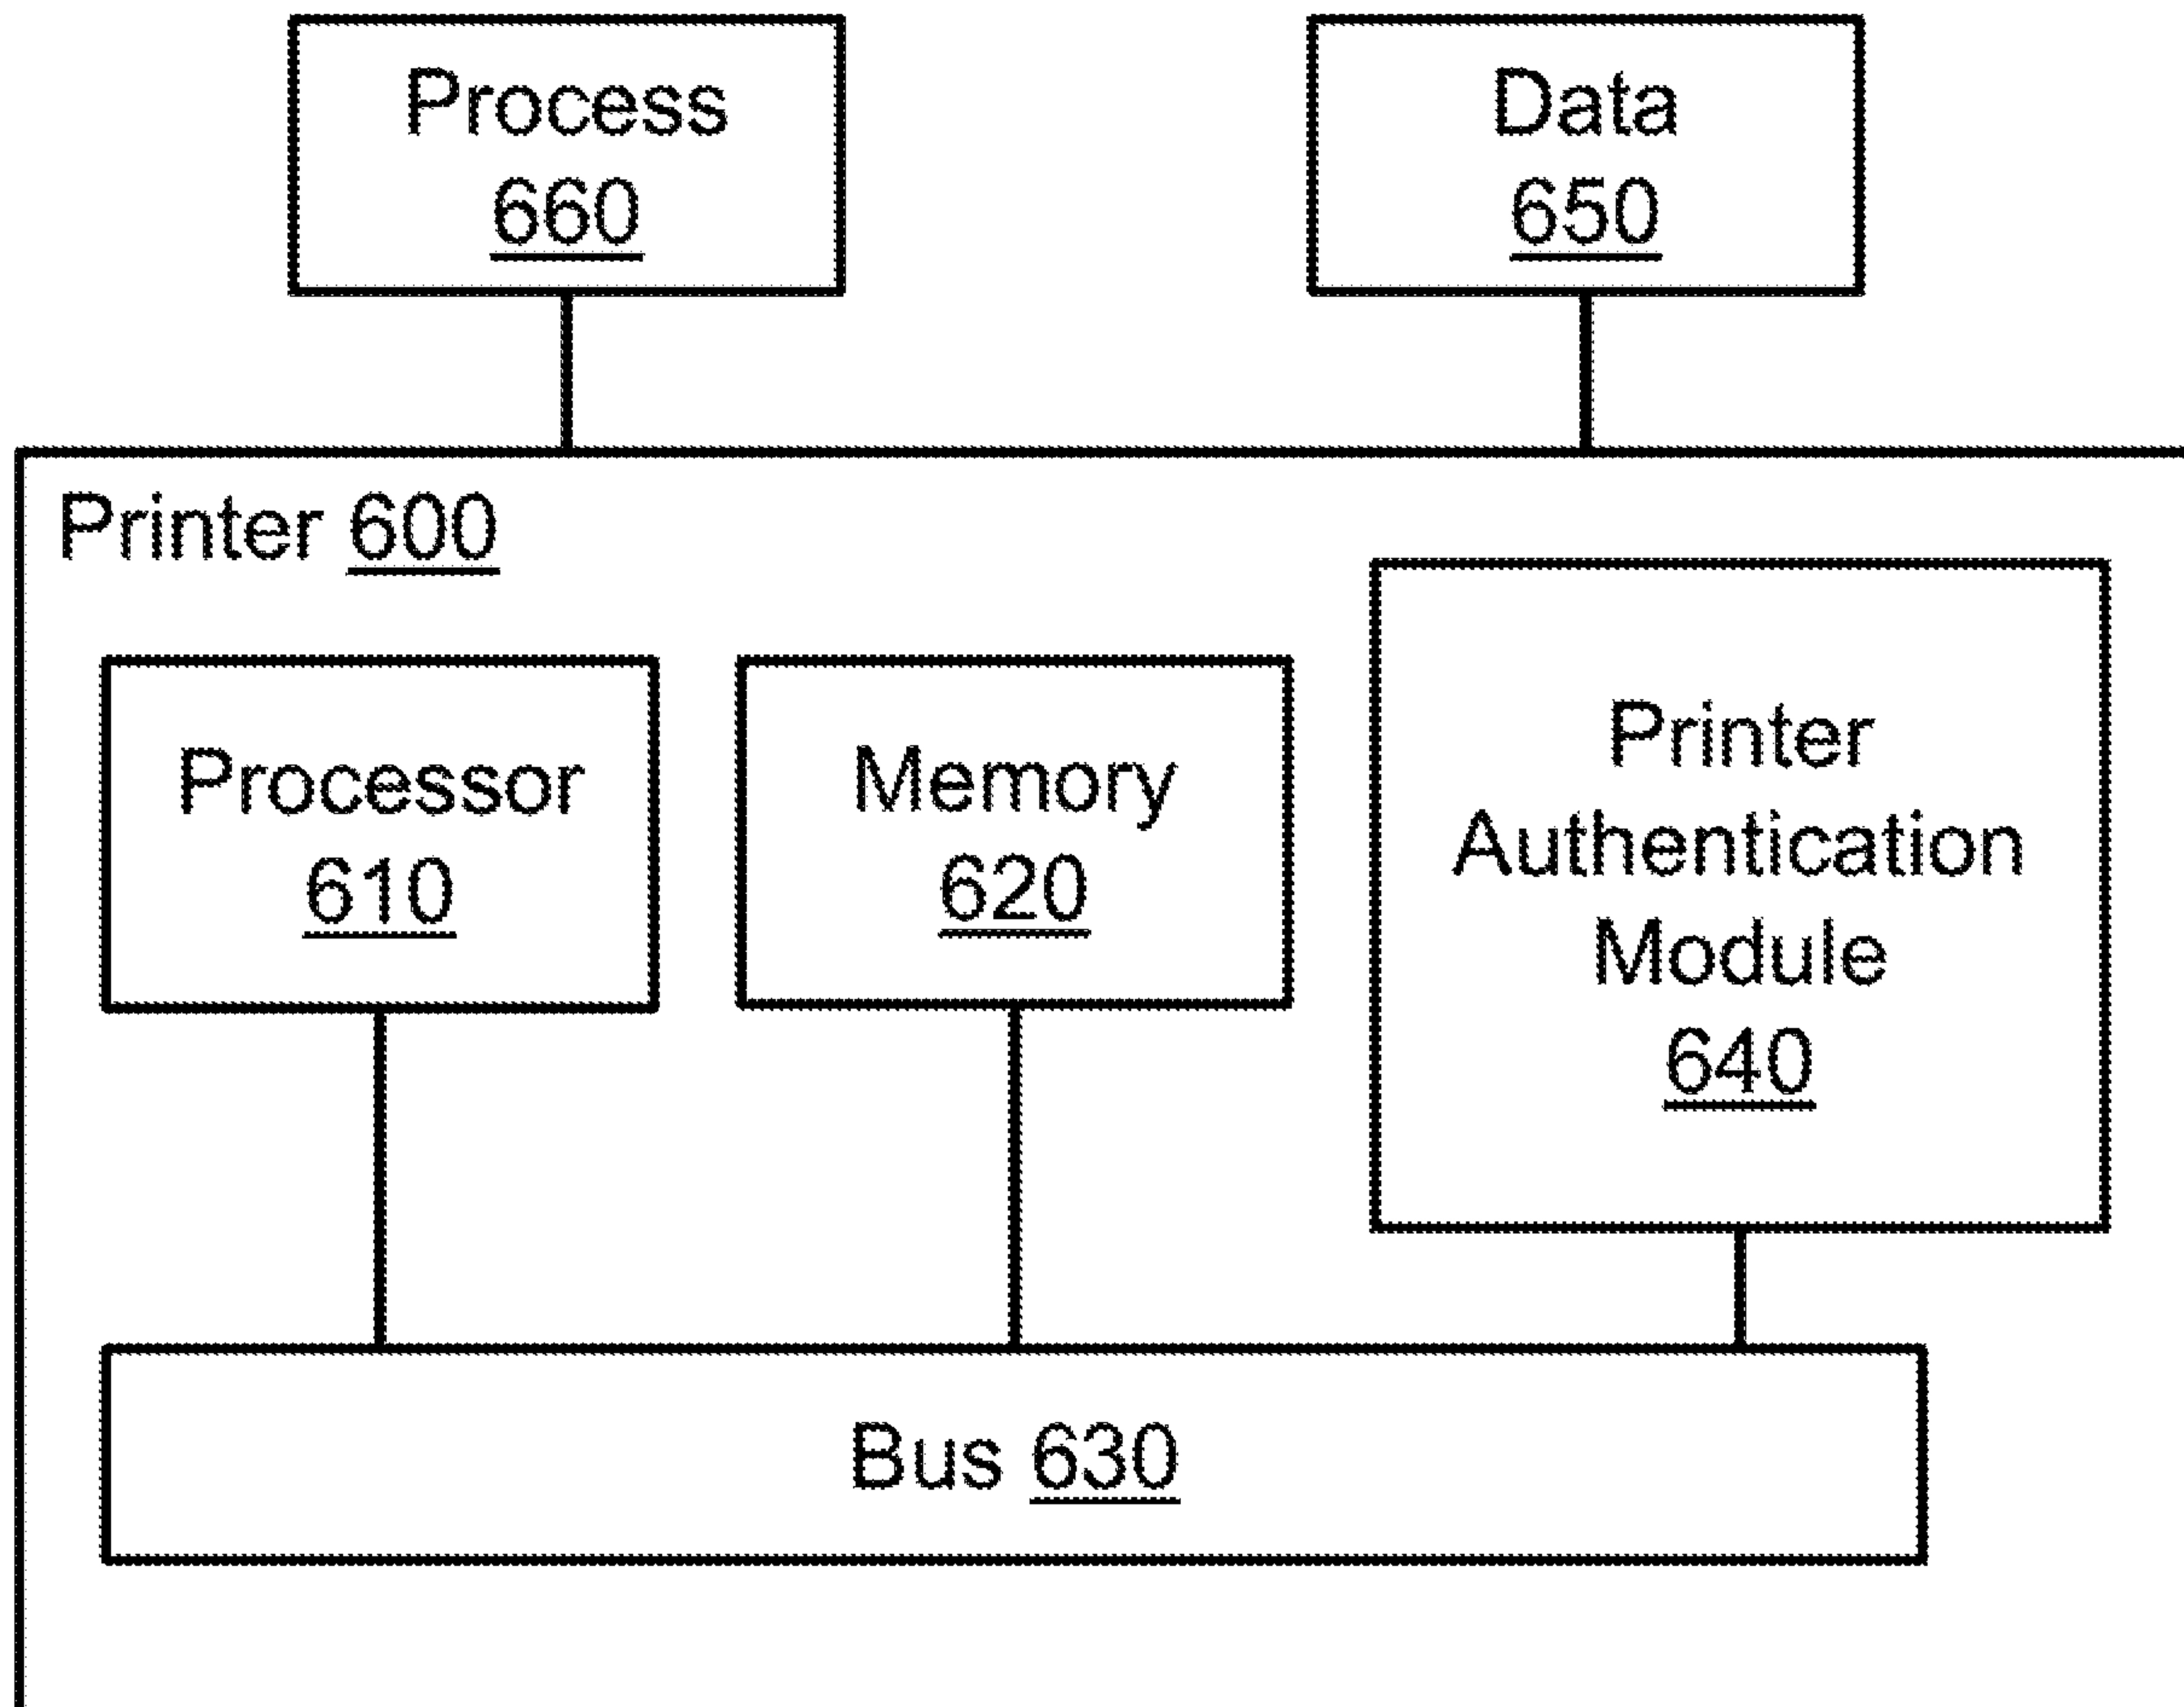 Process
660
Data
650
Printer 600
Processor
610
Memory
620
Printer
Authentication
Module
640
Bus 630